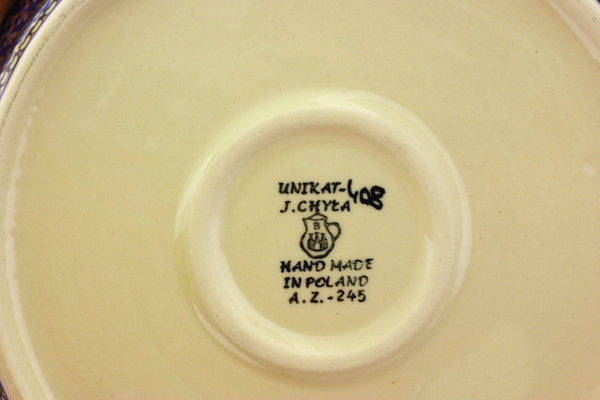 UNIKAT-408
J. CHYŁA
B
HAND MADE
IN POLAND
A. Z. - 245